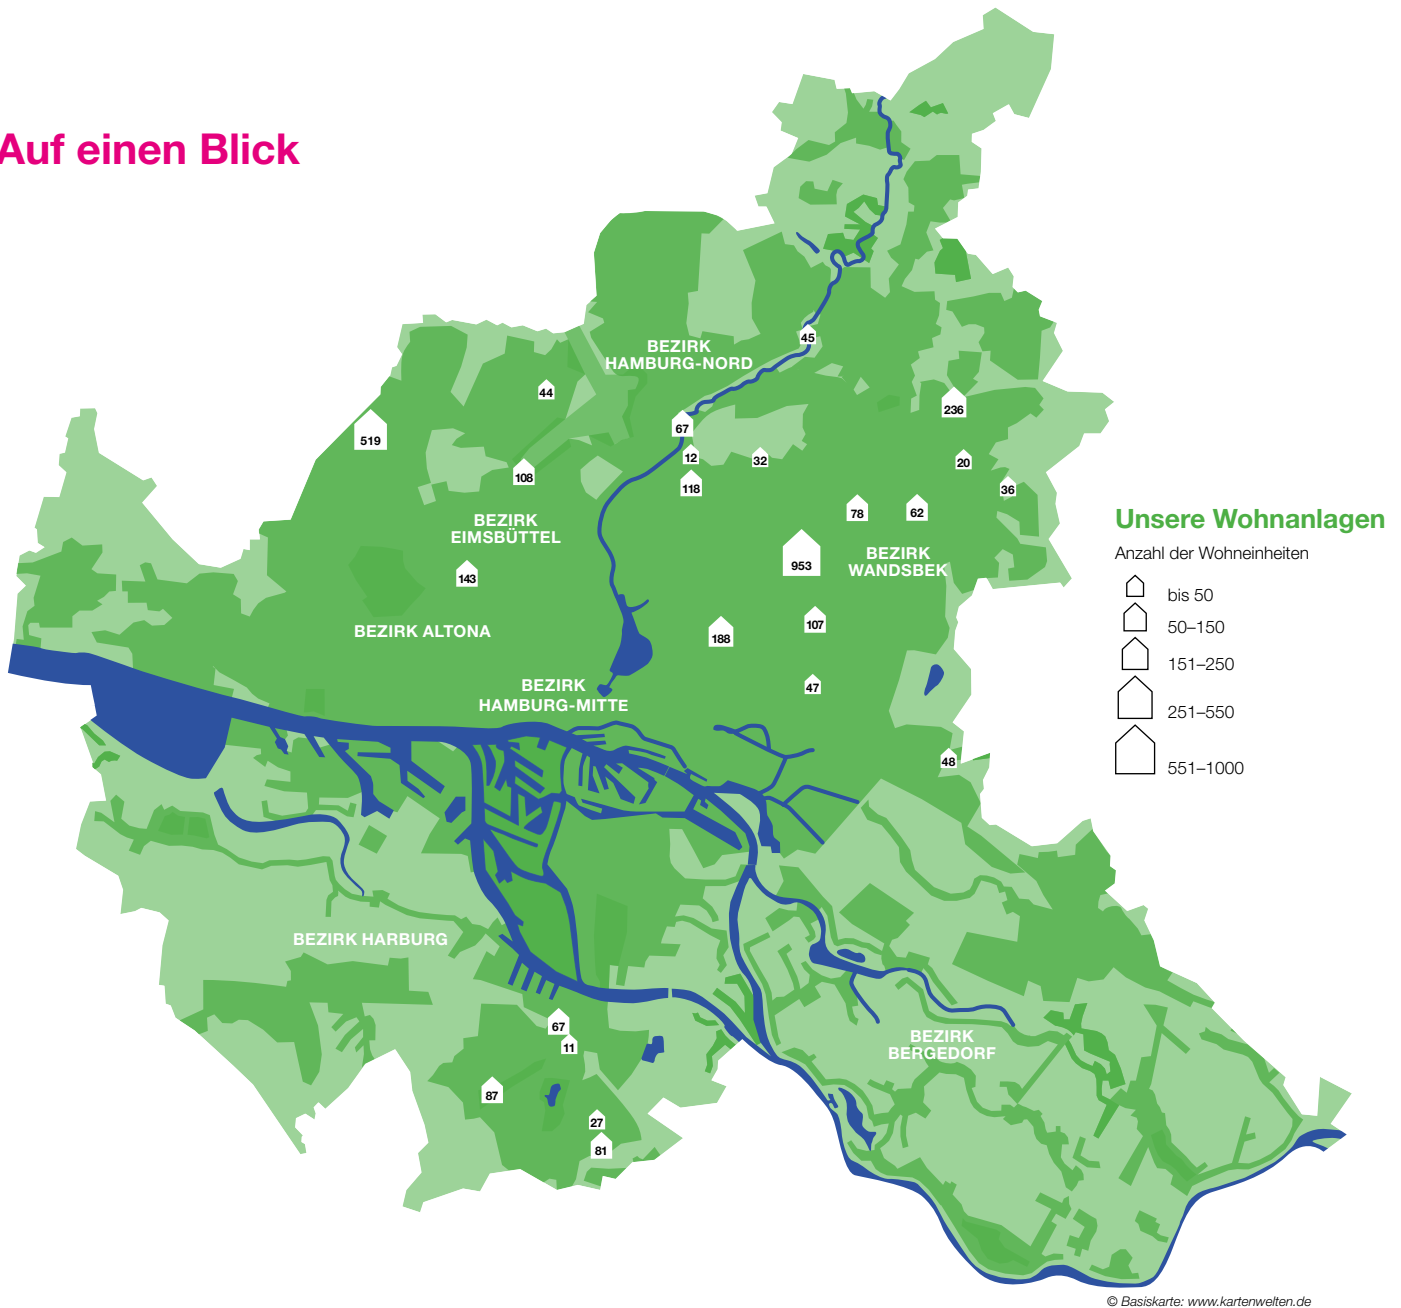 Auf einen Blick
45
BEZIRK
HAMBURG-NORD
44
236
519
67
12
32
20
108
118
36
78
62
BEZIRK
EIMSBÜTTEL
953
BEZIRK
WANDSBEK
143
107
188
BEZIRK ALTONA
47
BEZIRK
HAMBURG-MITTE
48
BEZIRK HARBURG
67
11
BEZIRK
BERGEDORF
87
27
81
Unsere Wohnanlagen
Anzahl der Wohneinheiten
bis 50
50–150
151–250
251–550
551–1000
© Basiskarte: www.kartenwelten.de